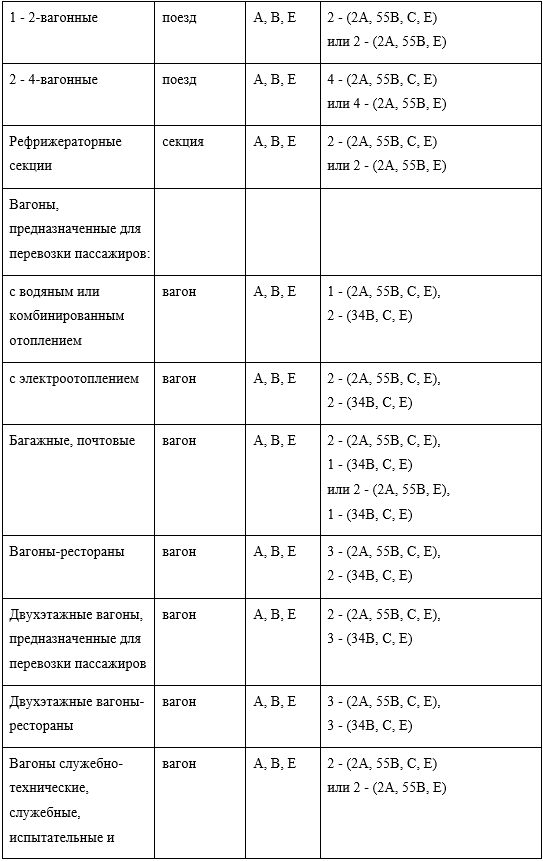 1 - 2-вагонные поезд A, B, E 2 - (2A, 55B, C, E)
или 2 - (2A, 55B, E)
2 - 4-вагонные поезд A, B, E 4 - (2A, 55B, C, E)
или 4 - (2A, 55B, E)
Рефрижераторные секция A, B, E 2 - (2A, 55B, C, E)
секции или 2 - (2A, 55B, E)
Вагоны,
предназначенные для
перевозки пассажиров:
с водяным или вагон A, B, E 1 - (2A, 55B, C, E),
комбинированным 2 - (34B, C, E)
отоплением
с электроотоплением вагон A, B, E 2 - (2A, 55B, C, E),
2 - (34B, C, E)
Багажные, почтовые вагон A, B, E 2 - (2A, 55B, C, E),
1 - (34B, C, E)
или 2 - (2A, 55B, E),
1 - (34B, C, E)
Вагоны-рестораны вагон A, B, E 3 - (2A, 55B, C, E),
2 - (34B, C, E)
Двухэтажные вагоны, вагон A, B, E 2 - (2A, 55B, C, E),
предназначенные для 3 - (34B, C, E)
перевозки пассажиров
Двухэтажные вагоны- вагон A, B, E 3 - (2A, 55B, C, E),
рестораны 3 - (34B, C, E)
Вагоны служебно- вагон A, B, E 2 - (2A, 55B, C, E)
технические, или 2 - (2A, 55B, E)
служебные,
испытательные и